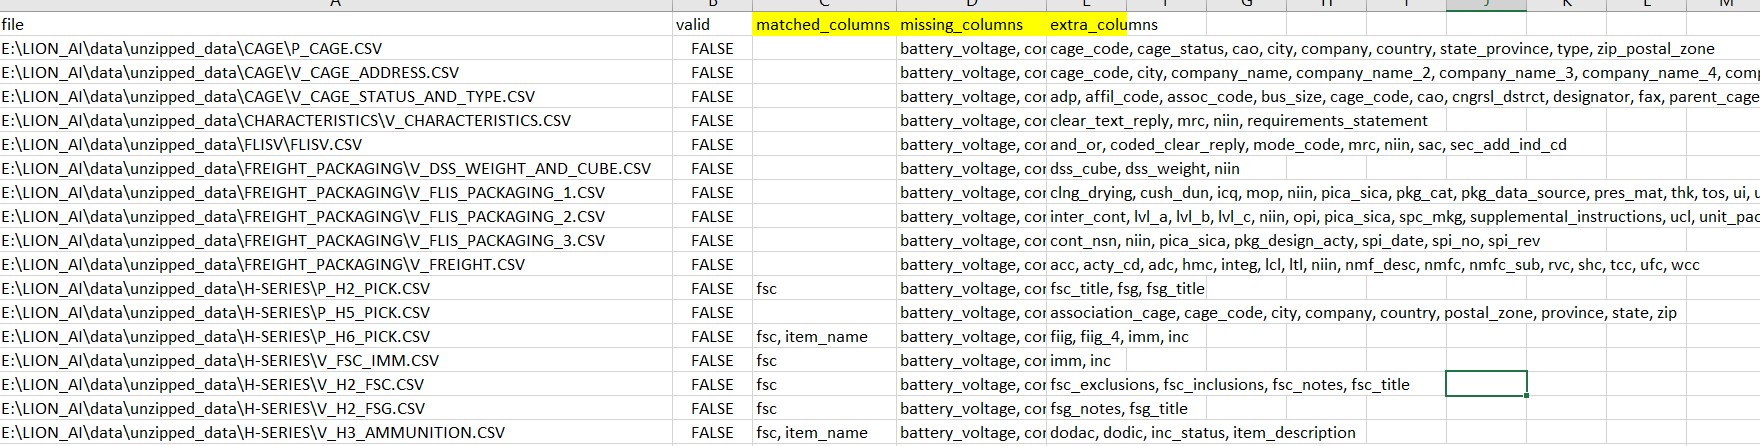 A B C D E F G H I J K L M
file valid matched_columns missing_columns extra_columns
E:\LION_AI\data\unzipped_data\CAGE\P_CAGE.CSV FALSE battery_voltage, cor cage_code, cage_status, cao, city, company, country, state_province, type, zip_postal_zone
E:\LION_AI\data\unzipped_data\CAGE\V_CAGE_ADDRESS.CSV FALSE battery_voltage, cor cage_code, city, company_name, company_name_2, company_name_3, company_name_4, comp
E:\LION_AI\data\unzipped_data\CAGE\V_CAGE_STATUS_AND_TYPE.CSV FALSE battery_voltage, cor adp, affil_code, assoc_code, bus_size, cage_code, cao, cngrsl_dstrct, designator, fax, parent_cage
E:\LION_AI\data\unzipped_data\CHARACTERISTICS\V_CHARACTERISTICS.CSV FALSE battery_voltage, cor clear_text_reply, mrc, niin, requirements_statement
E:\LION_AI\data\unzipped_data\FLISV\FLISV.CSV FALSE battery_voltage, cor and_or, coded_clear_reply, mode_code, mrc, niin, sac, sec_add_ind_cd
E:\LION_AI\data\unzipped_data\FREIGHT_PACKAGING\V_DSS_WEIGHT_AND_CUBE.CSV FALSE battery_voltage, cor dss_cube, dss_weight, niin
E:\LION_AI\data\unzipped_data\FREIGHT_PACKAGING\V_FLIS_PACKAGING_1.CSV FALSE battery_voltage, cor clng_drying, cush_dun, icq, mop, niin, pica_sica, pkg_cat, pkg_data_source, pres_mat, thk, tos, ui, u
E:\LION_AI\data\unzipped_data\FREIGHT_PACKAGING\V_FLIS_PACKAGING_2.CSV FALSE battery_voltage, cor inter_cont, lvl_a, lvl_b, lvl_c, niin, opi, pica_sica, spc_mkg, supplemental_instructions, ucl, unit_pac
E:\LION_AI\data\unzipped_data\FREIGHT_PACKAGING\V_FLIS_PACKAGING_3.CSV FALSE battery_voltage, cor cont_nsn, niin, pica_sica, pkg_design_acty, spi_date, spi_no, spi_rev
E:\LION_AI\data\unzipped_data\FREIGHT_PACKAGING\V_FREIGHT.CSV FALSE battery_voltage, cor acc, acty_cd, adc, hmc, integ, lcl, ltl, niin, nmf_desc, nmfc, nmfc_sub, rvc, shc, tcc, ufc, wcc
E:\LION_AI\data\unzipped_data\H-SERIES\P_H2_PICK.CSV FALSE fsc battery_voltage, cor fsc_title, fsg, fsg_title
E:\LION_AI\data\unzipped_data\H-SERIES\P_H5_PICK.CSV FALSE battery_voltage, cor association_cage, cage_code, city, company, country, postal_zone, province, state, zip
E:\LION_AI\data\unzipped_data\H-SERIES\P_H6_PICK.CSV FALSE fsc, item_name battery_voltage, cor fiig, fiig_4, imm, inc
E:\LION_AI\data\unzipped_data\H-SERIES\V_FSC_IMM.CSV FALSE fsc battery_voltage, cor imm, inc
E:\LION_AI\data\unzipped_data\H-SERIES\V_H2_FSC.CSV FALSE fsc battery_voltage, cor fsc_exclusions, fsc_inclusions, fsc_notes, fsc_title
E:\LION_AI\data\unzipped_data\H-SERIES\V_H2_FSG.CSV FALSE fsc battery_voltage, cor fsg_notes, fsg_title
E:\LION_AI\data\unzipped_data\H-SERIES\V_H3_AMMUNITION.CSV FALSE fsc, item_name battery_voltage, cor dodac, dodic, inc_status, item_description